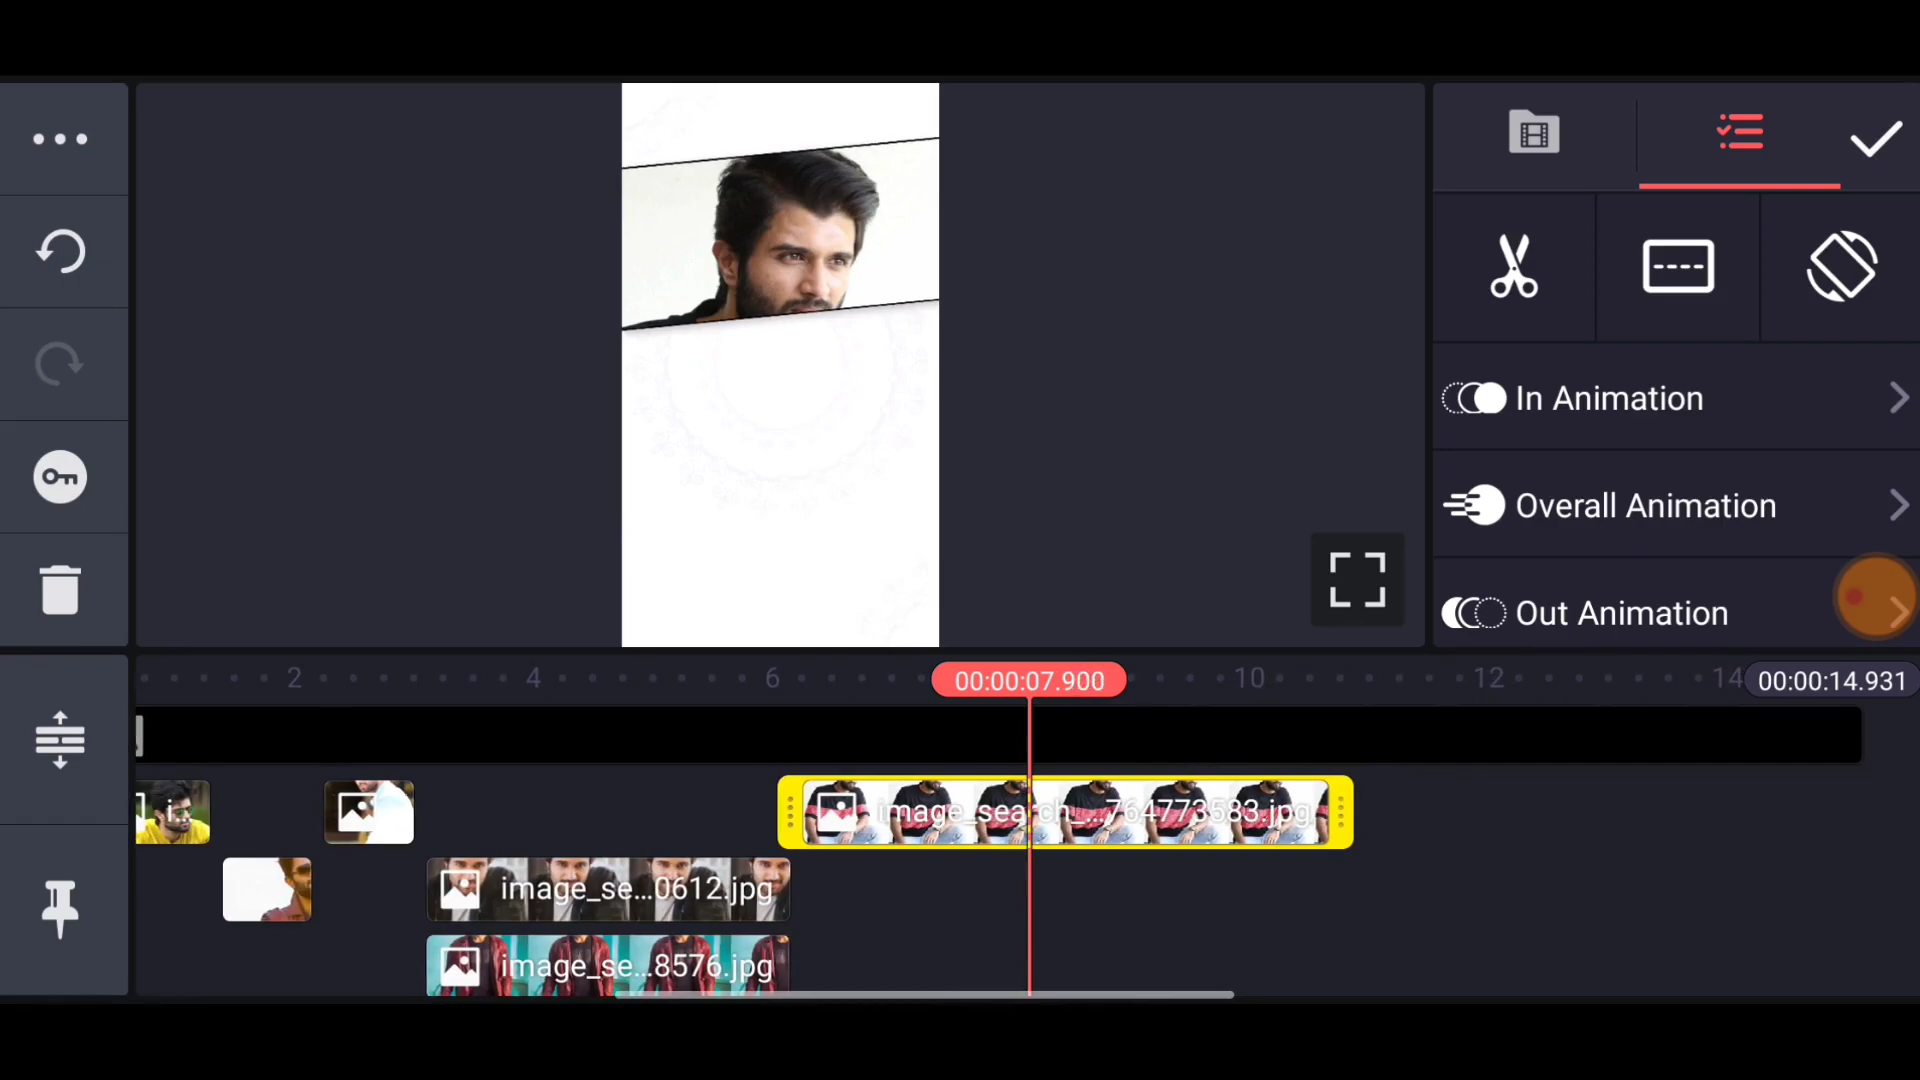 In Animation
Overall Animation
Out Animation
2
4
6
00:00:07.900
10
12
14
00:00:14.931
i...
image_search_...764773583.jpg
image_se...0612.jpg
image_se...8576.jpg